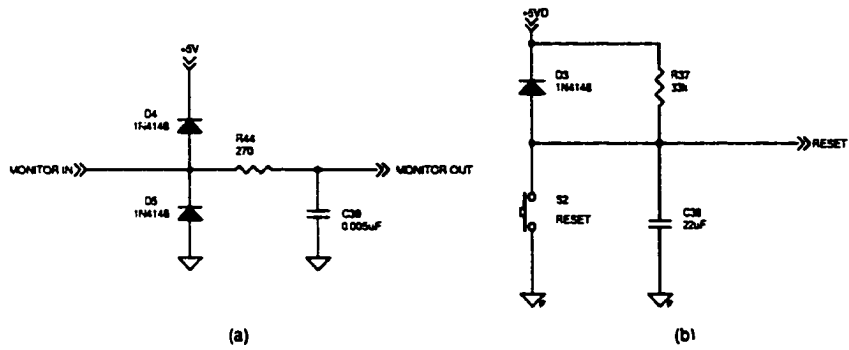 +5V
D4
1N4148
R44
270
MONITOR IN
MONITOR OUT
D5
1N4148
C39
0.005uF
(a)
+5VD
D3
1N4148
R37
33k
RESET
S2
RESET
C38
22uF
(b)